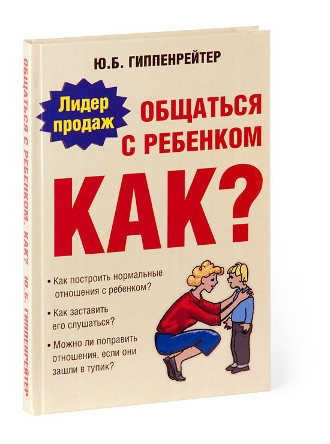 Ю.Б. ГИППЕНРЕЙТЕР
Лидер
продаж
ОБЩАТЬСЯ
С РЕБЕНКОМ
КАК?
• Как построить нормальные
отношения с ребенком?
• Как заставить
его слушаться?
• Можно ли поправить
отношения, если они
зашли в тупик?
ОБЩАТЬСЯ С РЕБЕНКОМ. КАК? Ю.Б. ГИППЕНРЕЙТЕР